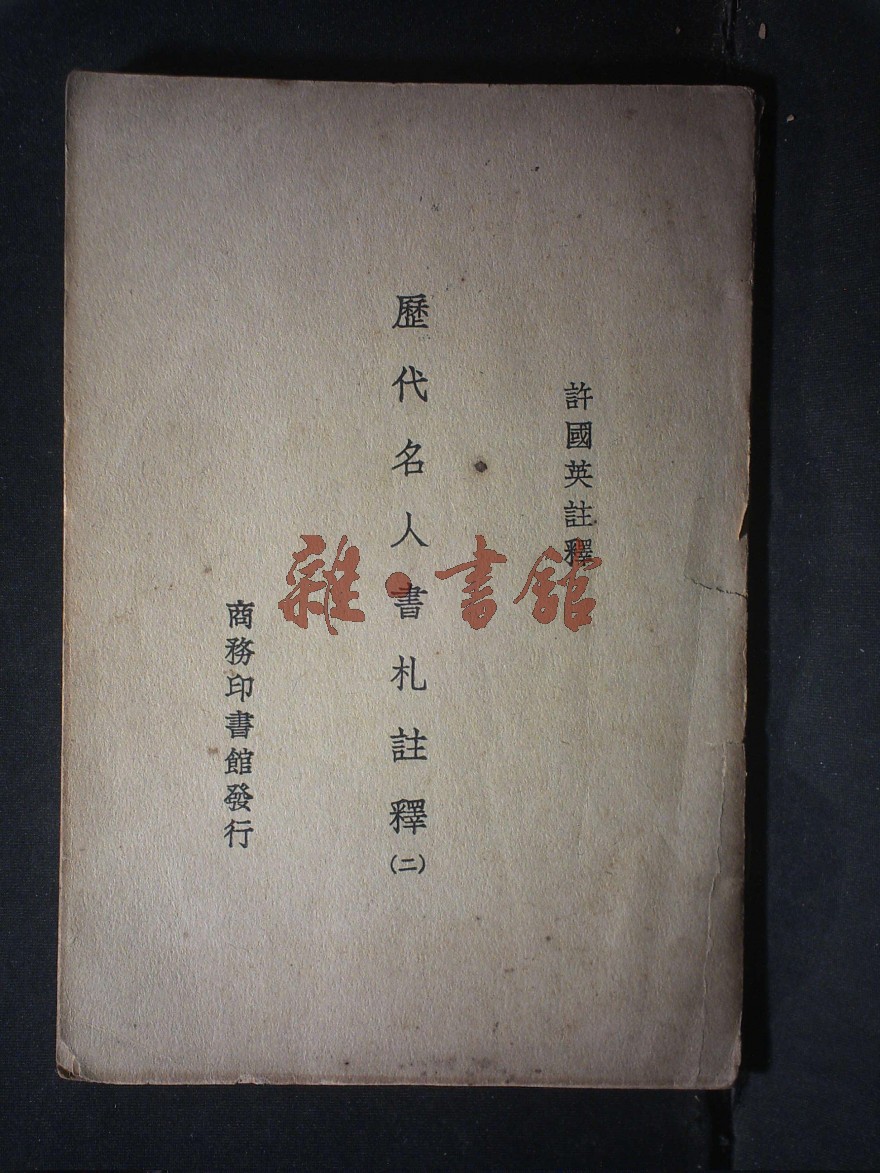 許國英註釋
歷代名人書札註釋(二)
商務印書館發行
雜·書館